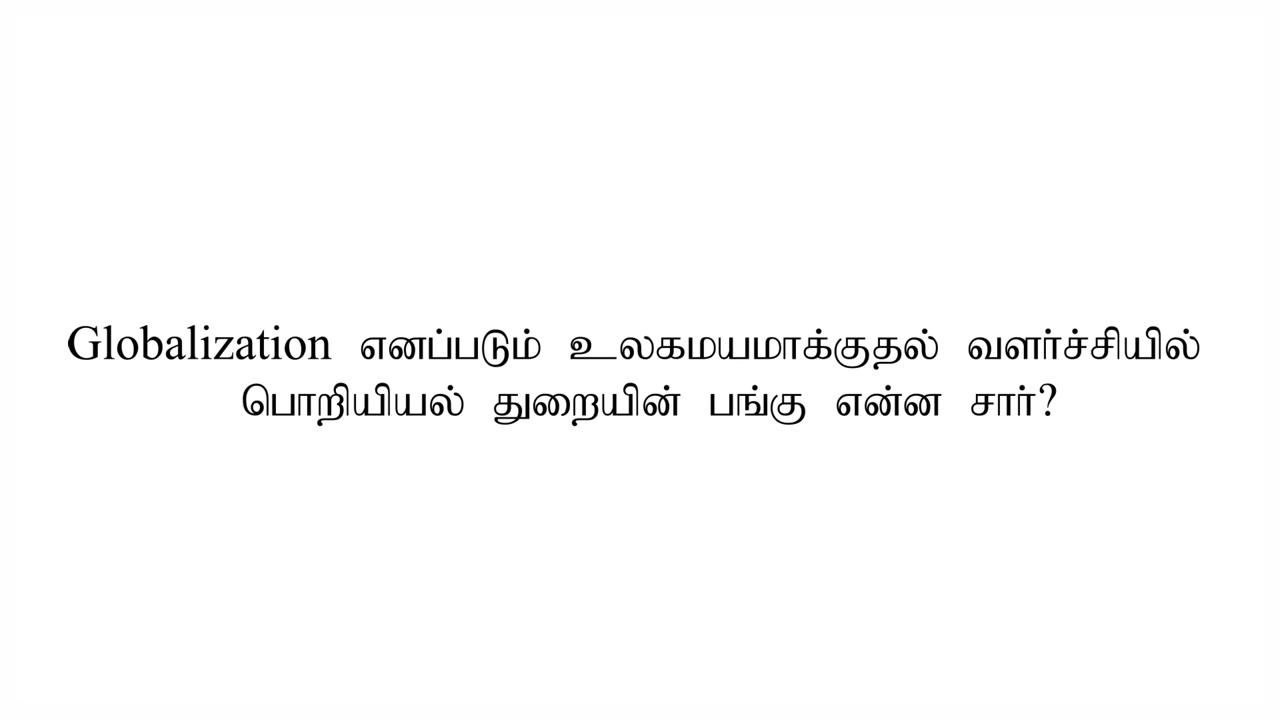 Globalization எனப்படும் உலகமயமாக்குதல் வளர்ச்சியில்
பொறியியல் துறையின் பங்கு என்ன சார்?